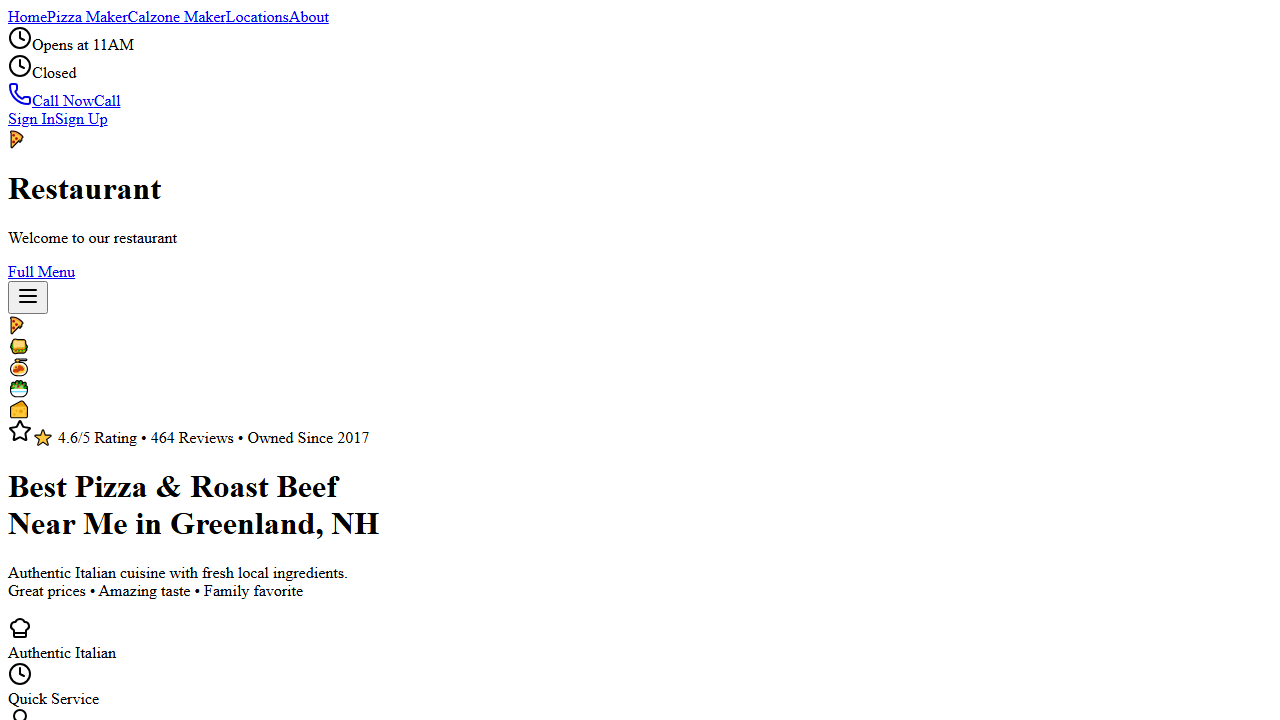 HomePizza MakerCalzone MakerLocationsAbout
Opens at 11AM
Closed
Call NowCall
Sign InSign Up
Restaurant
Welcome to our restaurant
Full Menu
4.6/5 Rating • 464 Reviews • Owned Since 2017
Best Pizza & Roast Beef
Near Me in Greenland, NH
Authentic Italian cuisine with fresh local ingredients.
Great prices • Amazing taste • Family favorite
Authentic Italian
Quick Service